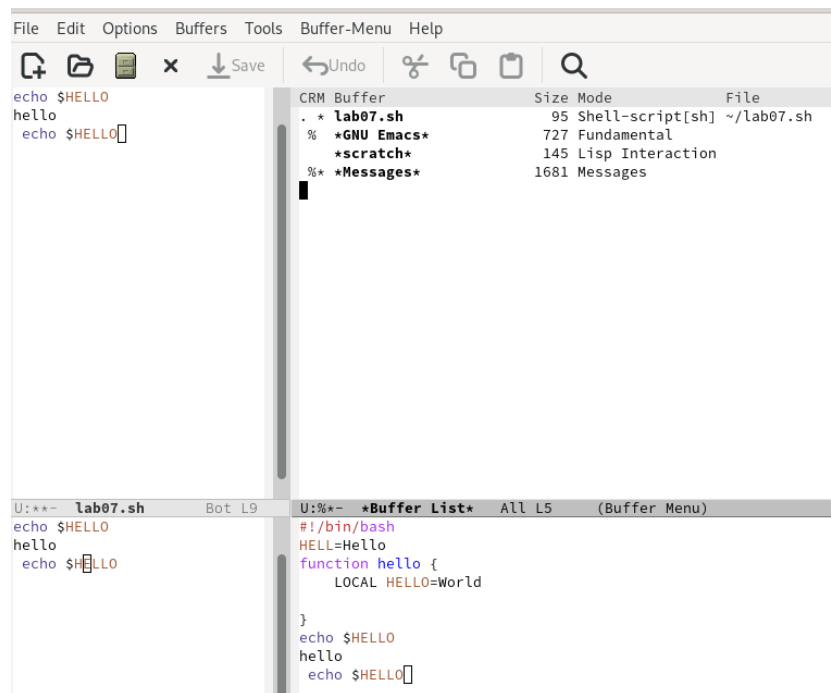 File Edit Options Buffers Tools Buffer-Menu Help
Save Undo
echo $HELLO
hello
 echo $HELLO
U:**-  lab07.sh       Bot L9
CRM Buffer                 Size Mode             File
. * lab07.sh                 95 Shell-script[sh] ~/lab07.sh
 %  *GNU Emacs*             727 Fundamental
    *scratch*               145 Lisp Interaction
 %* *Messages*             1681 Messages
U:%*-  *Buffer List*   All L5     (Buffer Menu)
echo $HELLO
hello
 echo $HELLO
#!/bin/bash
HELL=Hello
function hello {
    LOCAL HELLO=World
}
echo $HELLO
hello
 echo $HELLO